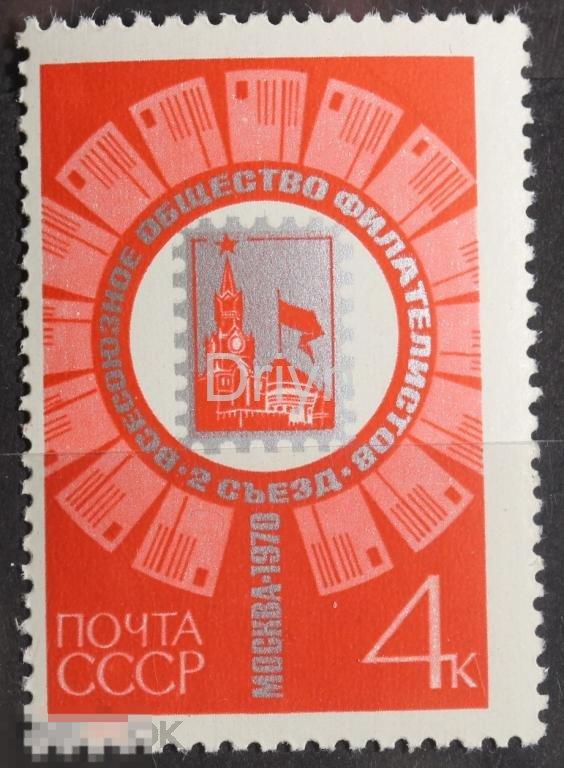 ВСЕСОЮЗНОЕ ОБЩЕСТВО ФИЛАТЕЛИСТОВ
· 2 СЪЕЗД ·
МОСКВА · 1970
ПОЧТА
СССР
4к